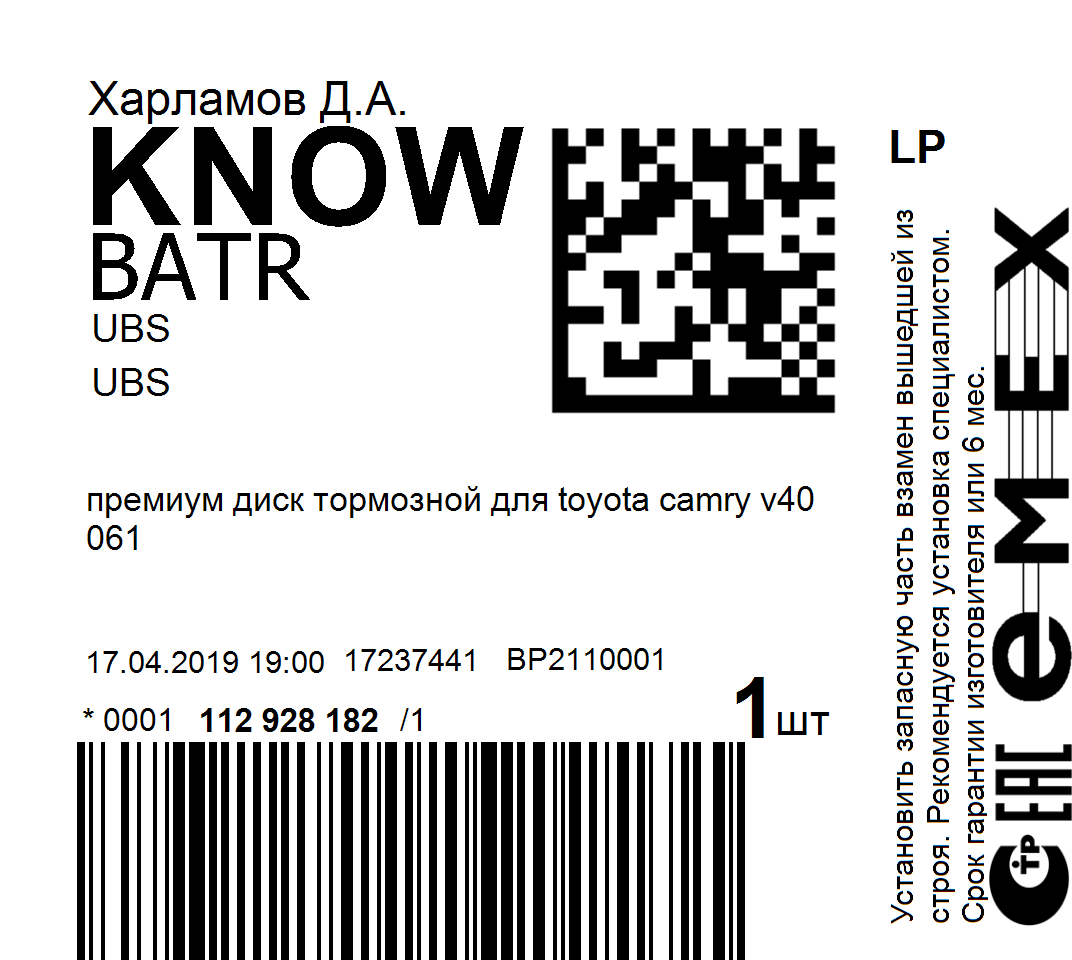 Харламов Д.А.
KNOW
BATR
UBS
UBS
премиум диск тормозной для toyota camry v40
061
17.04.2019 19:00 17237441 BP2110001
* 0001 112 928 182 /1
1шт
LP
Установить запасную часть взамен вышедшей из
строя. Рекомендуется установка специалистом.
Срок гарантии изготовителя или 6 мес.
eMEX
EAC
СТР